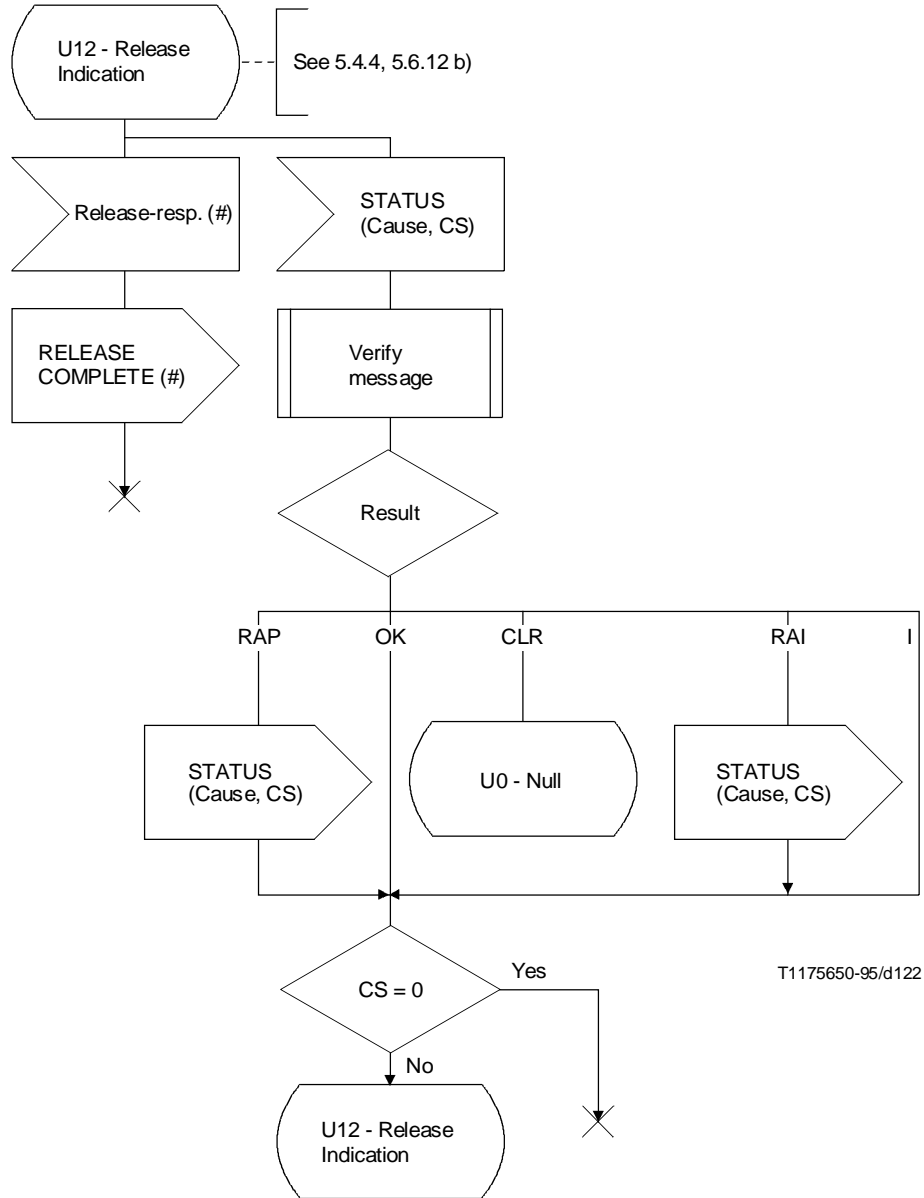 U12 - Release
Indication
See 5.4.4, 5.6.12 b)
Release-resp. (#)
STATUS
(Cause, CS)
RELEASE
COMPLETE (#)
Verify
message
Result
RAP
OK
CLR
RAI
I
STATUS
(Cause, CS)
U0 - Null
STATUS
(Cause, CS)
CS = 0
Yes
T1175650-95/d122
No
U12 - Release
Indication